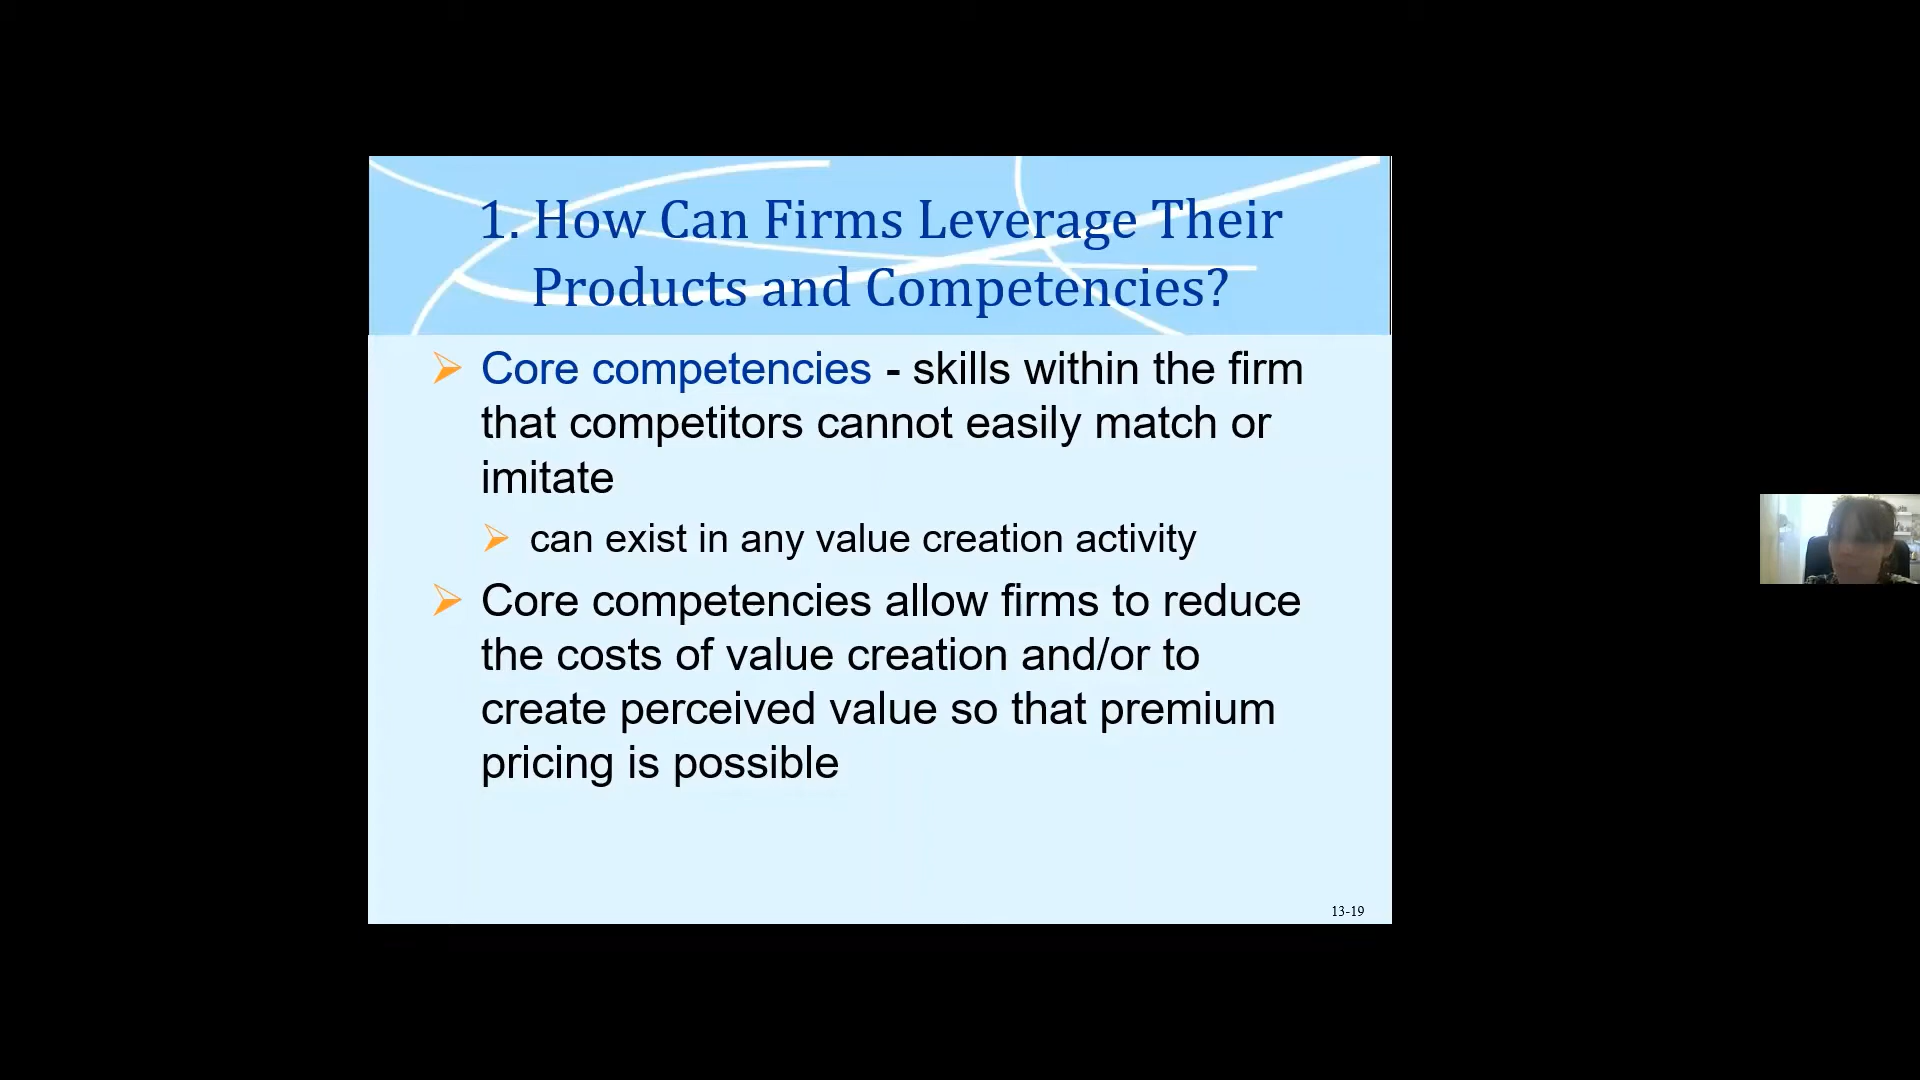 1. How Can Firms Leverage Their
Products and Competencies?
Core competencies - skills within the firm
that competitors cannot easily match or
imitate
can exist in any value creation activity
Core competencies allow firms to reduce
the costs of value creation and/or to
create perceived value so that premium
pricing is possible
13-19